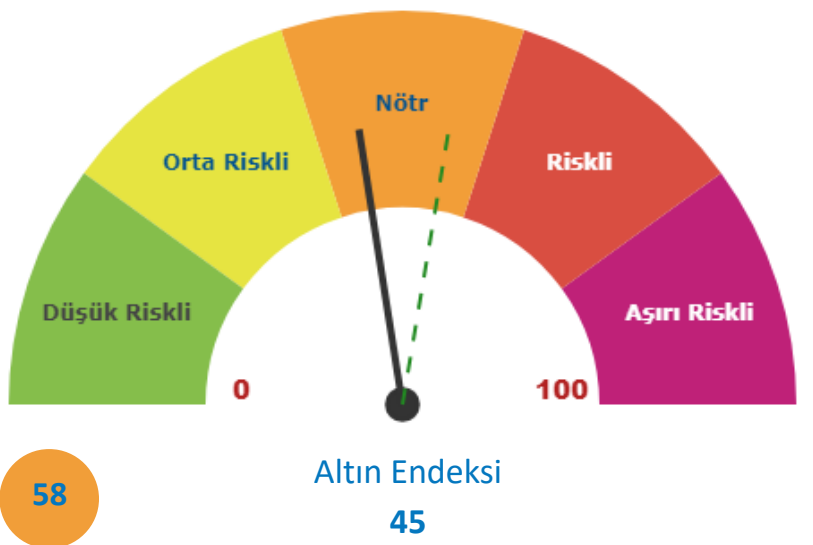 Nötr
Orta Riskli
Riskli
Düşük Riskli
Aşırı Riskli
0
100
58
Altın Endeksi
45